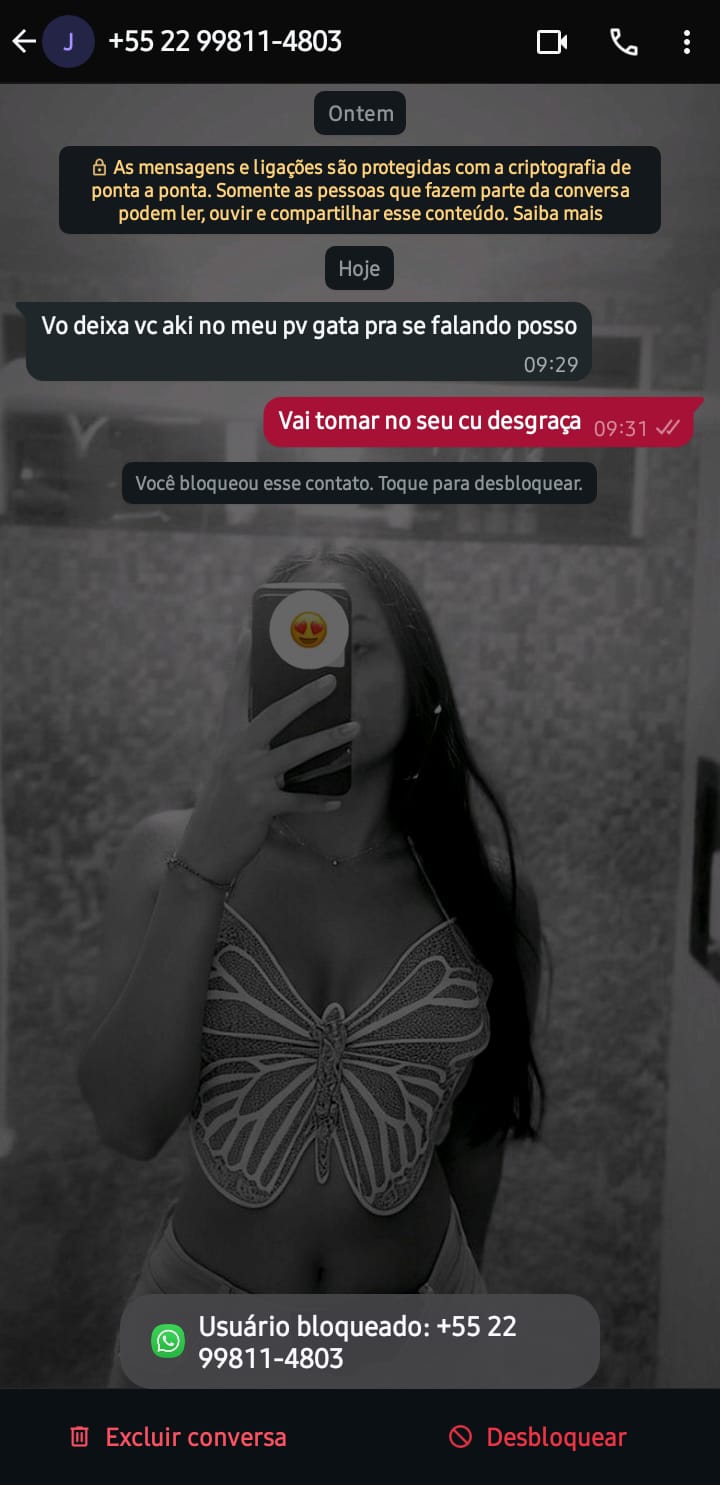 J
+55 22 99811-4803
Ontem
As mensagens e ligações são protegidas com a criptografia de
ponta a ponta. Somente as pessoas que fazem parte da conversa
podem ler, ouvir e compartilhar esse conteúdo. Saiba mais
Hoje
Vo deixa vc aki no meu pv gata pra se falando posso
09:29
Vai tomar no seu cu desgraça
09:31
Você bloqueou esse contato. Toque para desbloquear.
Usuário bloqueado: +55 22
99811-4803
Excluir conversa
Desbloquear